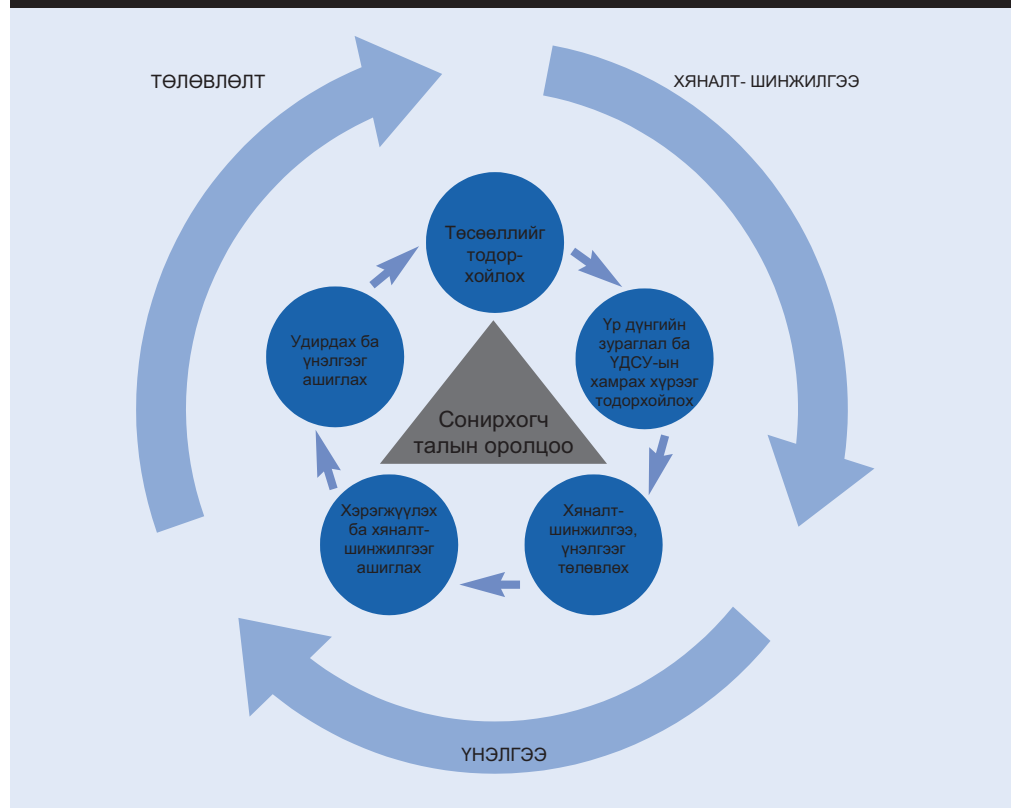 ТӨЛӨВЛӨЛТ
ХЯНАЛТ- ШИНЖИЛГЭЭ
Төсөөллийг
тодор-
хойлох
Үр дүнгийн
зураглал ба
ҮДСУ-ын
хамрах хүрээг
тодорхойлох
Удирдах ба
үнэлгээг
ашиглах
Сонирхогч
талын оролцоо
Хэрэгжүүлэх
ба хяналт-
шинжилгээг
ашиглах
Хяналт-
шинжилгээ,
үнэлгээг
төлөвлөх
ҮНЭЛГЭЭ